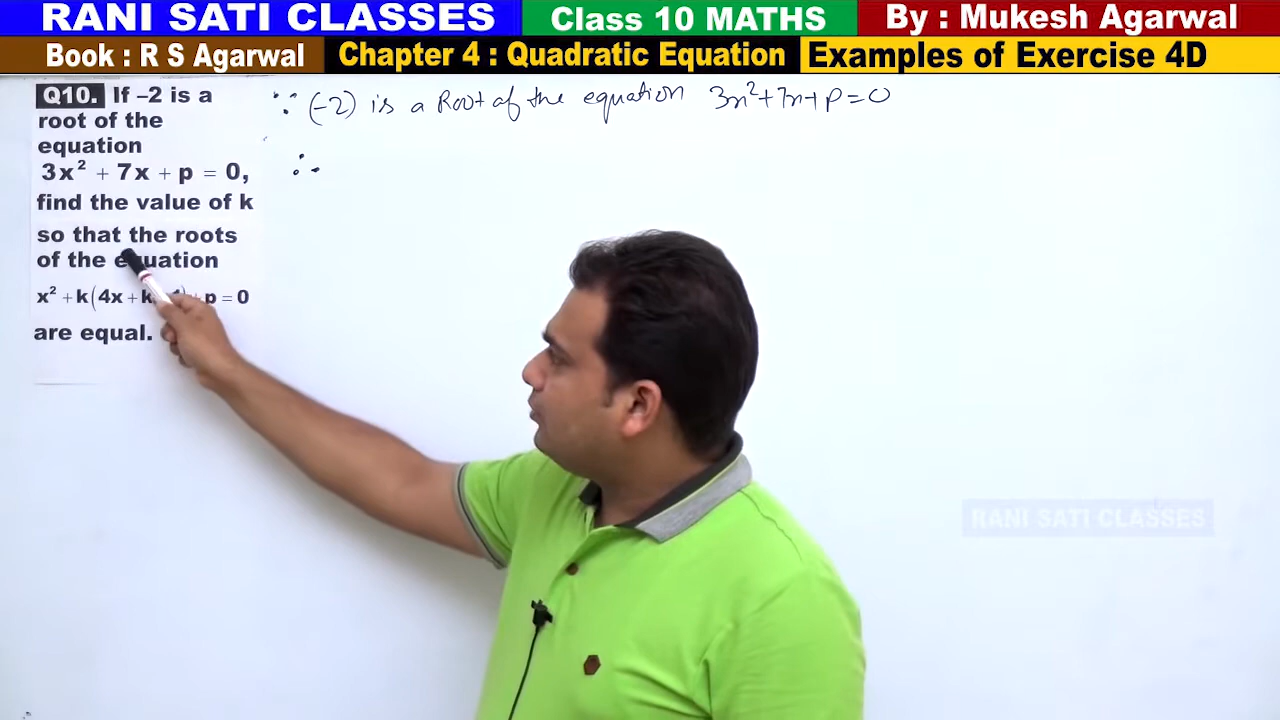 RANI SATI CLASSES
Class 10 MATHS
By : Mukesh Agarwal
Book : R S Agarwal
Chapter 4 : Quadratic Equation
Examples of Exercise 4D
Q10. If –2 is a
root of the
equation
3x² + 7x + p = 0,
find the value of k
so that the roots
of the equation
x² + k(4x + k ) + p = 0
are equal.
∵ (-2) is a Root of the equation 3x²+7x+p=0
∴
RANI SATI CLASSES